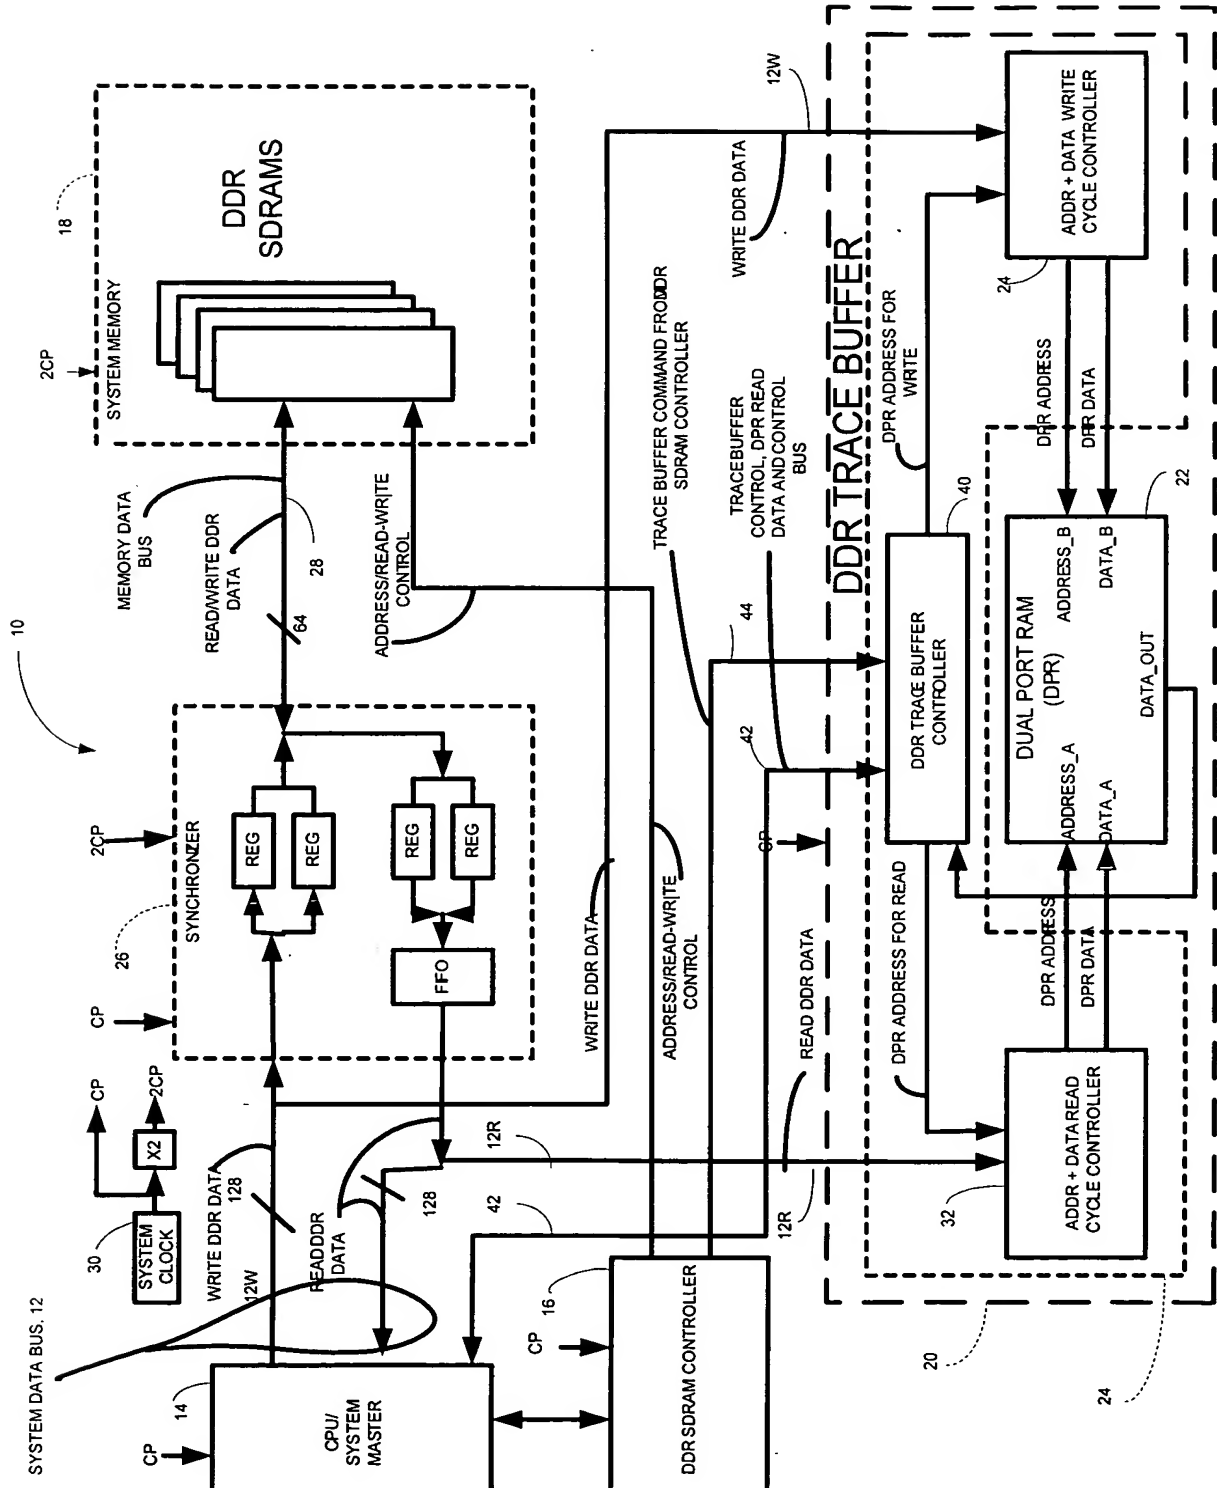 10
SYSTEM DATA BUS, 12
CP
14
CPU/
SYSTEM
MASTER
30
SYSTEM
CLOCK
X2
CP
2CP
WRITE DDR DATA
128
12W
READ DDR
DATA
128
12R
42
CP
16
DDR SDRAM CONTROLLER
CP
26
2CP
SYNCHRONIZER
REG
REG
REG
REG
FIFO
64
READ/WRITE DDR
DATA
28
MEMORY DATA
BUS
ADDRESS/READ-WRITE
CONTROL
2CP
18
SYSTEM MEMORY
DDR
SDRAMS
WRITE DDR DATA
ADDRESS/READ-WRITE
CONTROL
READ DDR DATA
12R
CP
42
44
TRACE BUFFER COMMAND FROM DDR
SDRAM CONTROLLER
TRACEBUFFER
CONTROL, DPR READ
DATA AND CONTROL
BUS
WRITE DDR DATA
12W
DDR TRACE BUFFER
DPR ADDRESS FOR READ
DPR ADDRESS FOR
WRITE
40
DDR TRACE BUFFER
CONTROLLER
32
ADDR + DATA READ
CYCLE CONTROLLER
DPR ADDRESS
DPR DATA
22
DUAL PORT RAM
(DPR)
ADDRESS_A
DATA_A
ADDRESS_B
DATA_B
DATA_OUT
DPR ADDRESS
DPR DATA
24
ADDR + DATA WRITE
CYCLE CONTROLLER
20
24